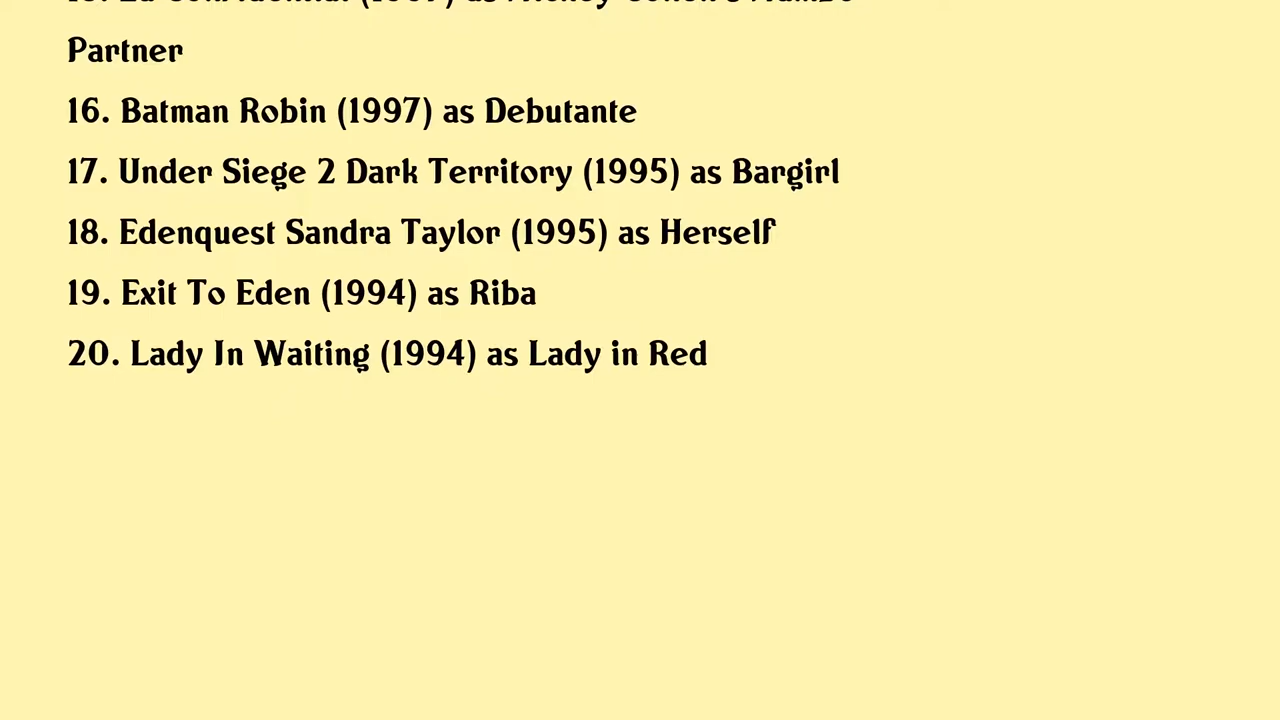 Partner
16. Batman Robin (1997) as Debutante
17. Under Siege 2 Dark Territory (1995) as Bargirl
18. Edenquest Sandra Taylor (1995) as Herself
19. Exit To Eden (1994) as Riba
20. Lady In Waiting (1994) as Lady in Red